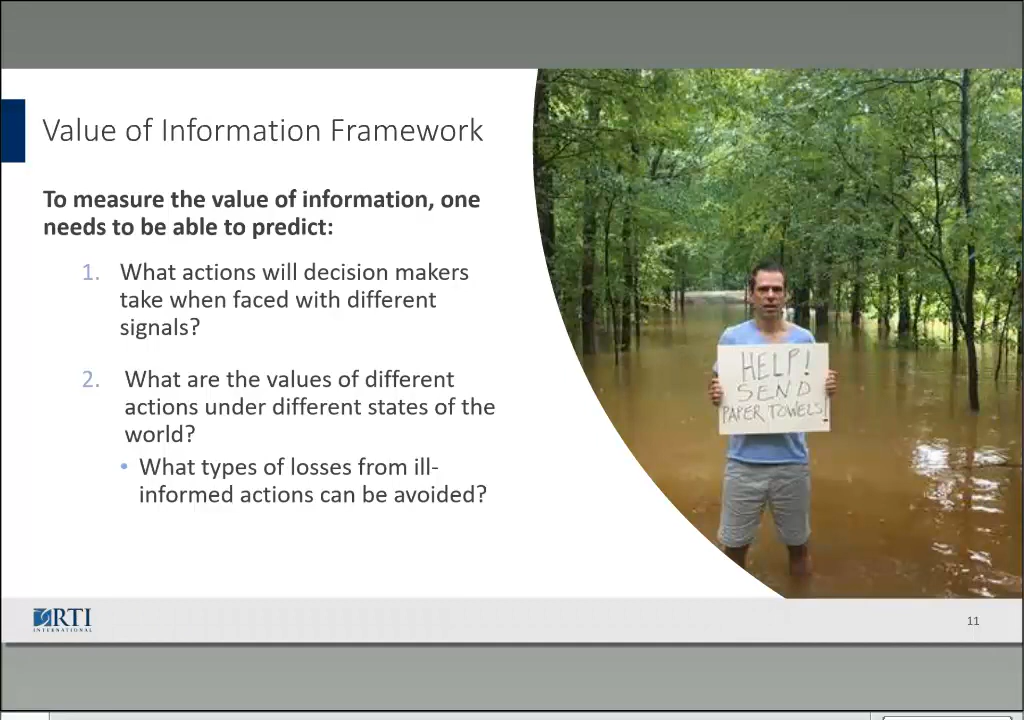 Value of Information Framework
To measure the value of information, one
needs to be able to predict:
1. What actions will decision makers
take when faced with different
signals?
2. What are the values of different
actions under different states of the
world?
• What types of losses from ill-
informed actions can be avoided?
HELP!
SEND
PAPER TOWELS!
RTI
INTERNATIONAL
11